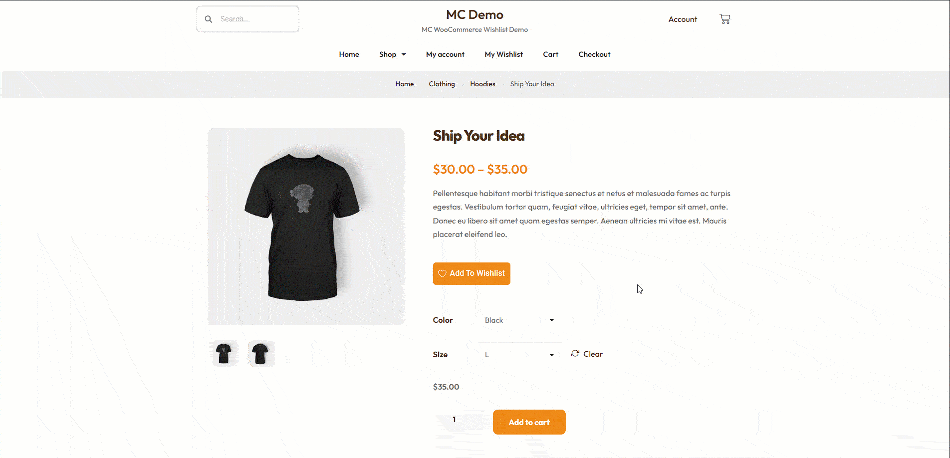 Search...
MC Demo
MC WooCommerce Wishlist Demo
Account
Home Shop My account My Wishlist Cart Checkout
Home Clothing Hoodies Ship Your Idea
Ship Your Idea
$30.00 – $35.00
Pellentesque habitant morbi tristique senectus et netus et malesuada fames ac turpis
egestas. Vestibulum tortor quam, feugiat vitae, ultricies eget, tempor sit amet, ante.
Donec eu libero sit amet quam egestas semper. Aenean ultricies mi vitae est. Mauris
placerat eleifend leo.
Add To Wishlist
Color Black
Size L Clear
$35.00
1 Add to cart